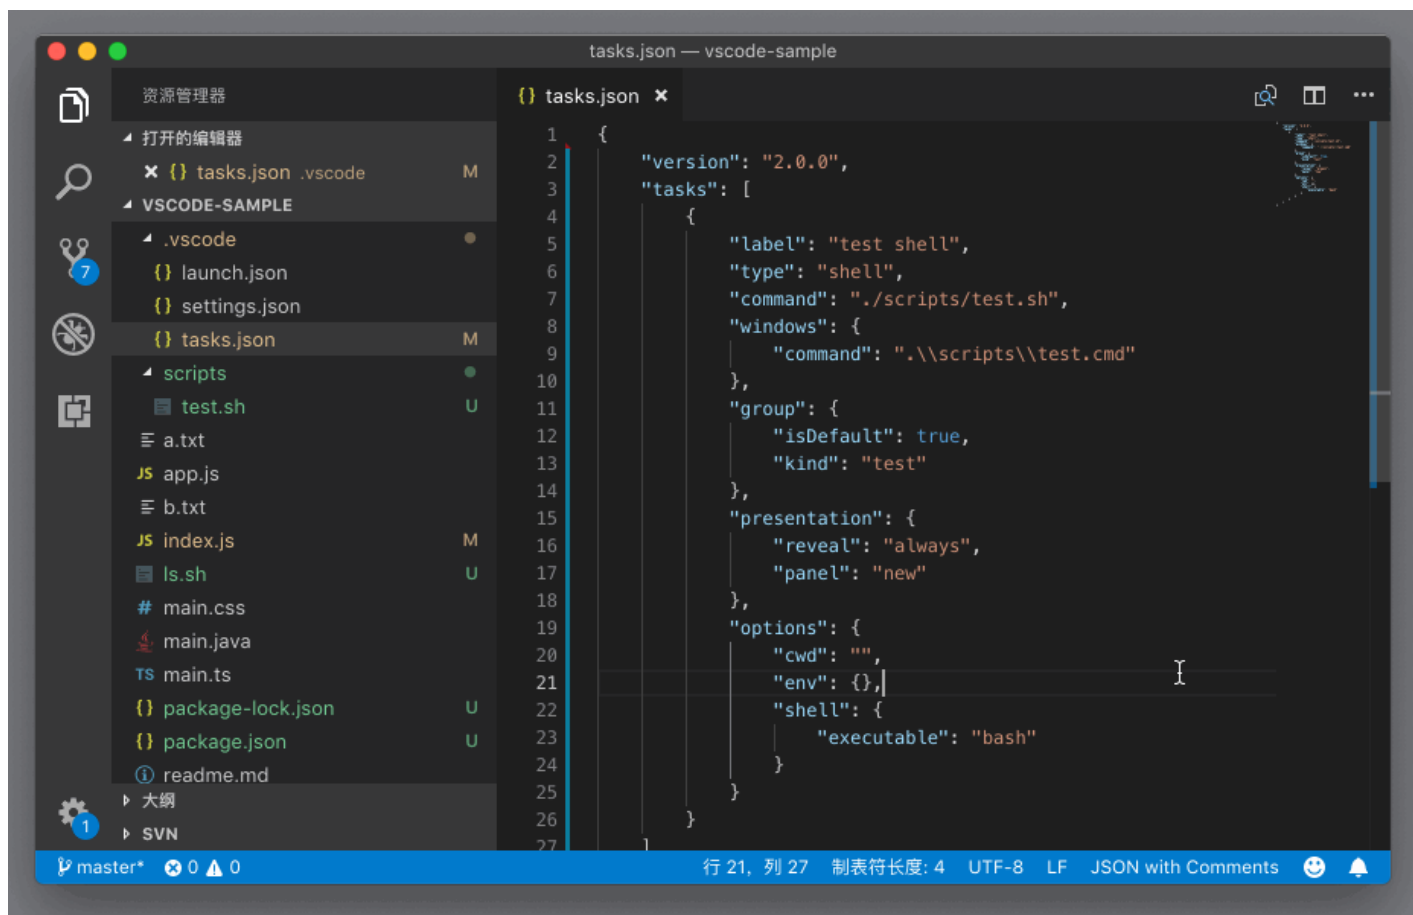 tasks.json — vscode-sample
资源管理器
打开的编辑器
tasks.json .vscode M
VSCODE-SAMPLE
.vscode
{} launch.json
{} settings.json
{} tasks.json M
scripts
test.sh U
a.txt
JS app.js
b.txt
JS index.js M
ls.sh U
# main.css
main.java
TS main.ts
{} package-lock.json U
{} package.json U
readme.md
大纲
SVN
7
1
{} tasks.json
1 {
2 "version": "2.0.0",
3 "tasks": [
4 {
5 "label": "test shell",
6 "type": "shell",
7 "command": "./scripts/test.sh",
8 "windows": {
9 "command": ".\\scripts\\test.cmd"
10 },
11 "group": {
12 "isDefault": true,
13 "kind": "test"
14 },
15 "presentation": {
16 "reveal": "always",
17 "panel": "new"
18 },
19 "options": {
20 "cwd": "",
21 "env": {},
22 "shell": {
23 "executable": "bash"
24 }
25 }
26 }
27 ]
master* 0 0 行 21, 列 27 制表符长度: 4 UTF-8 LF JSON with Comments